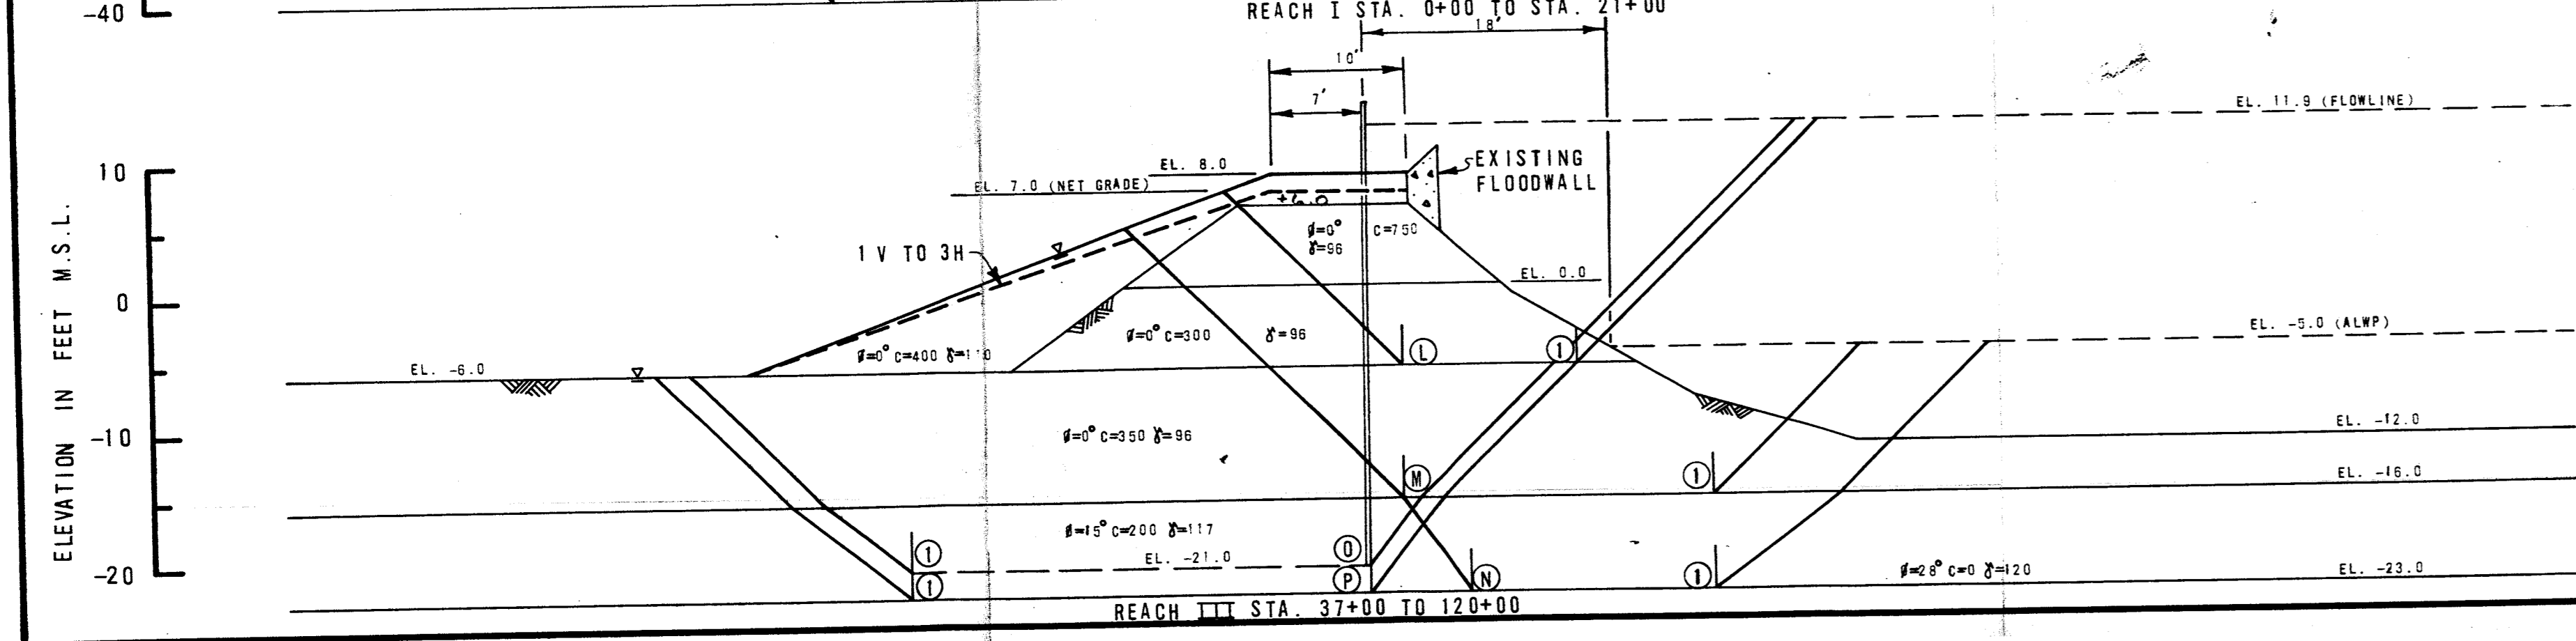 -40
REACH I STA. 0+00 TO STA. 21+00
18'
10'
7'
EL. 11.9 (FLOWLINE)
EL. 8.0
EXISTING
FLOODWALL
10
EL. 7.0 (NET GRADE)
+6.0
ø=0° C=750
γ=96
1 V TO 3H
EL. 0.0
0
EL. -5.0 (ALWP)
ø=0° C=300 γ=96
ø=0° C=400 γ=110
L
1
EL. -6.0
ELEVATION IN FEET M.S.L.
-10
ø=0° C=350 γ=96
EL. -12.0
M
1
EL. -16.0
ø=15° C=200 γ=117
1
EL. -21.0
O
-20
1
P
N
1
ø=28° C=0 γ=120
EL. -23.0
REACH III STA. 37+00 TO 120+00